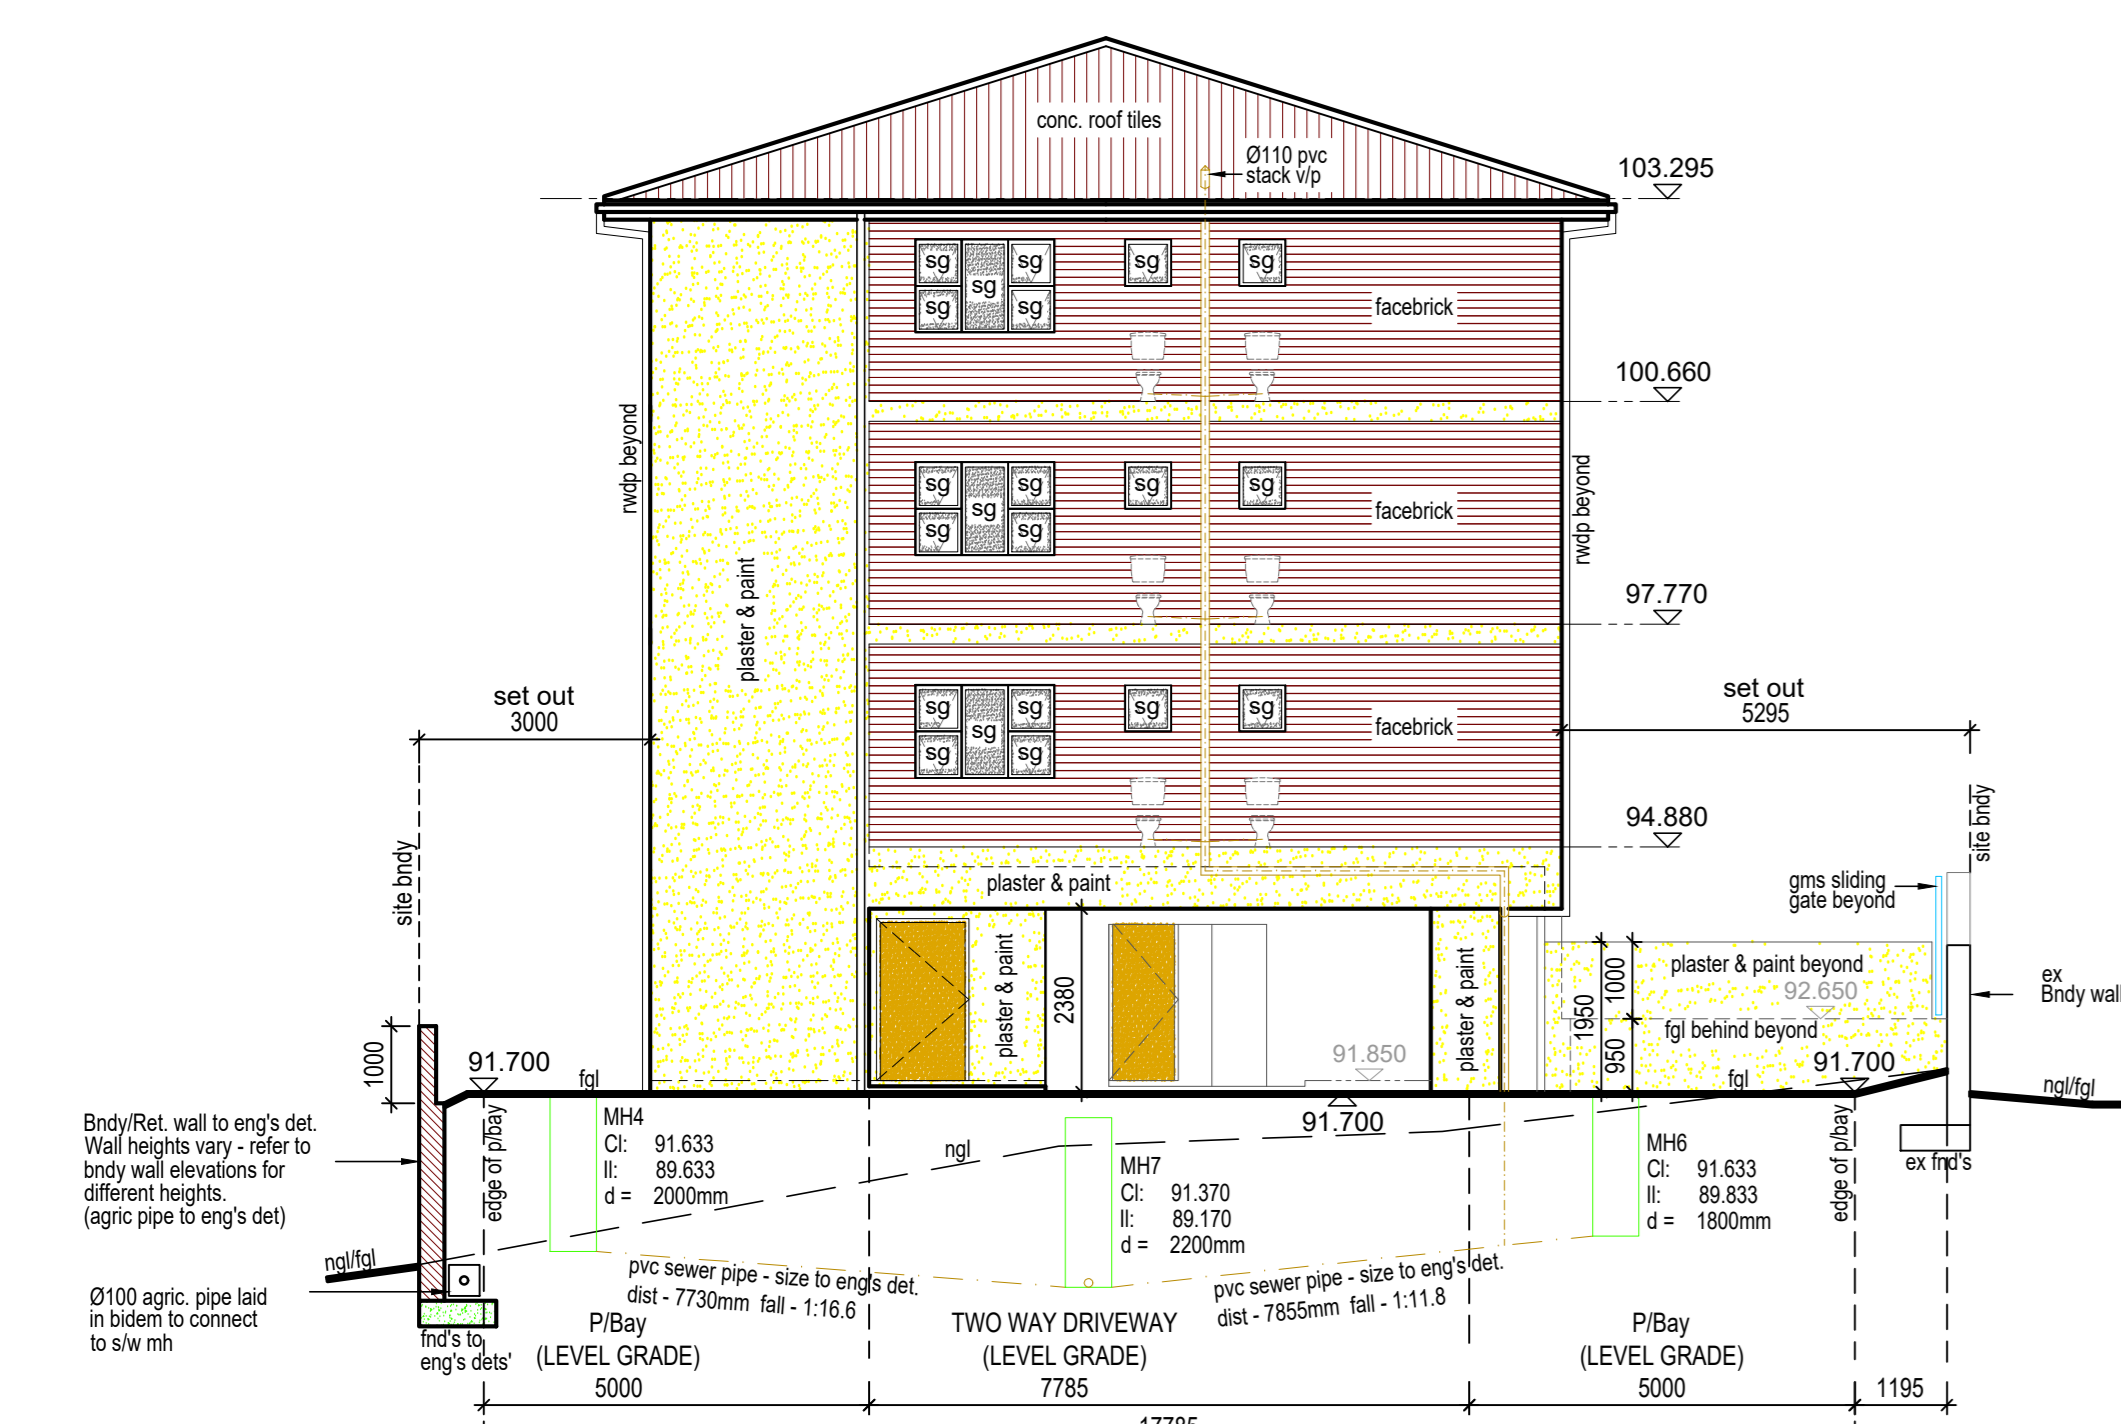 conc. roof tiles
Ø110 pvc
stack v/p
103.295
sg sg sg sg sg
sg sg
facebrick
100.660
rwdp beyond
sg sg sg sg sg
sg sg
facebrick
rwdp beyond
plaster & paint
97.770
set out
3000
sg sg sg sg sg
sg sg
facebrick
set out
5295
94.880
site bndy
site bndy
plaster & paint
gms sliding
gate beyond
plaster & paint
2380
plaster & paint
1950
1000
950
plaster & paint beyond
92.650
fgl behind beyond
ex
Bndy wall
1000
91.700
fgl
91.850
91.700
fgl
91.700
ngl/fgl
Bndy/Ret. wall to eng's det.
Wall heights vary - refer to
bndy wall elevations for
different heights.
(agric pipe to eng's det)
edge of p/bay
MH4
Cl: 91.633
Il: 89.633
d = 2000mm
ngl
MH7
Cl: 91.370
Il: 89.170
d = 2200mm
MH6
Cl: 91.633
Il: 89.833
d = 1800mm
edge of p/bay
ex fnd's
ngl/fgl
Ø100 agric. pipe laid
in bidem to connect
to s/w mh
fnd's to
eng's dets'
pvc sewer pipe - size to eng's det.
dist - 7730mm fall - 1:16.6
pvc sewer pipe - size to eng's det.
dist - 7855mm fall - 1:11.8
P/Bay
(LEVEL GRADE)
5000
TWO WAY DRIVEWAY
(LEVEL GRADE)
7785
P/Bay
(LEVEL GRADE)
5000
1195
17785